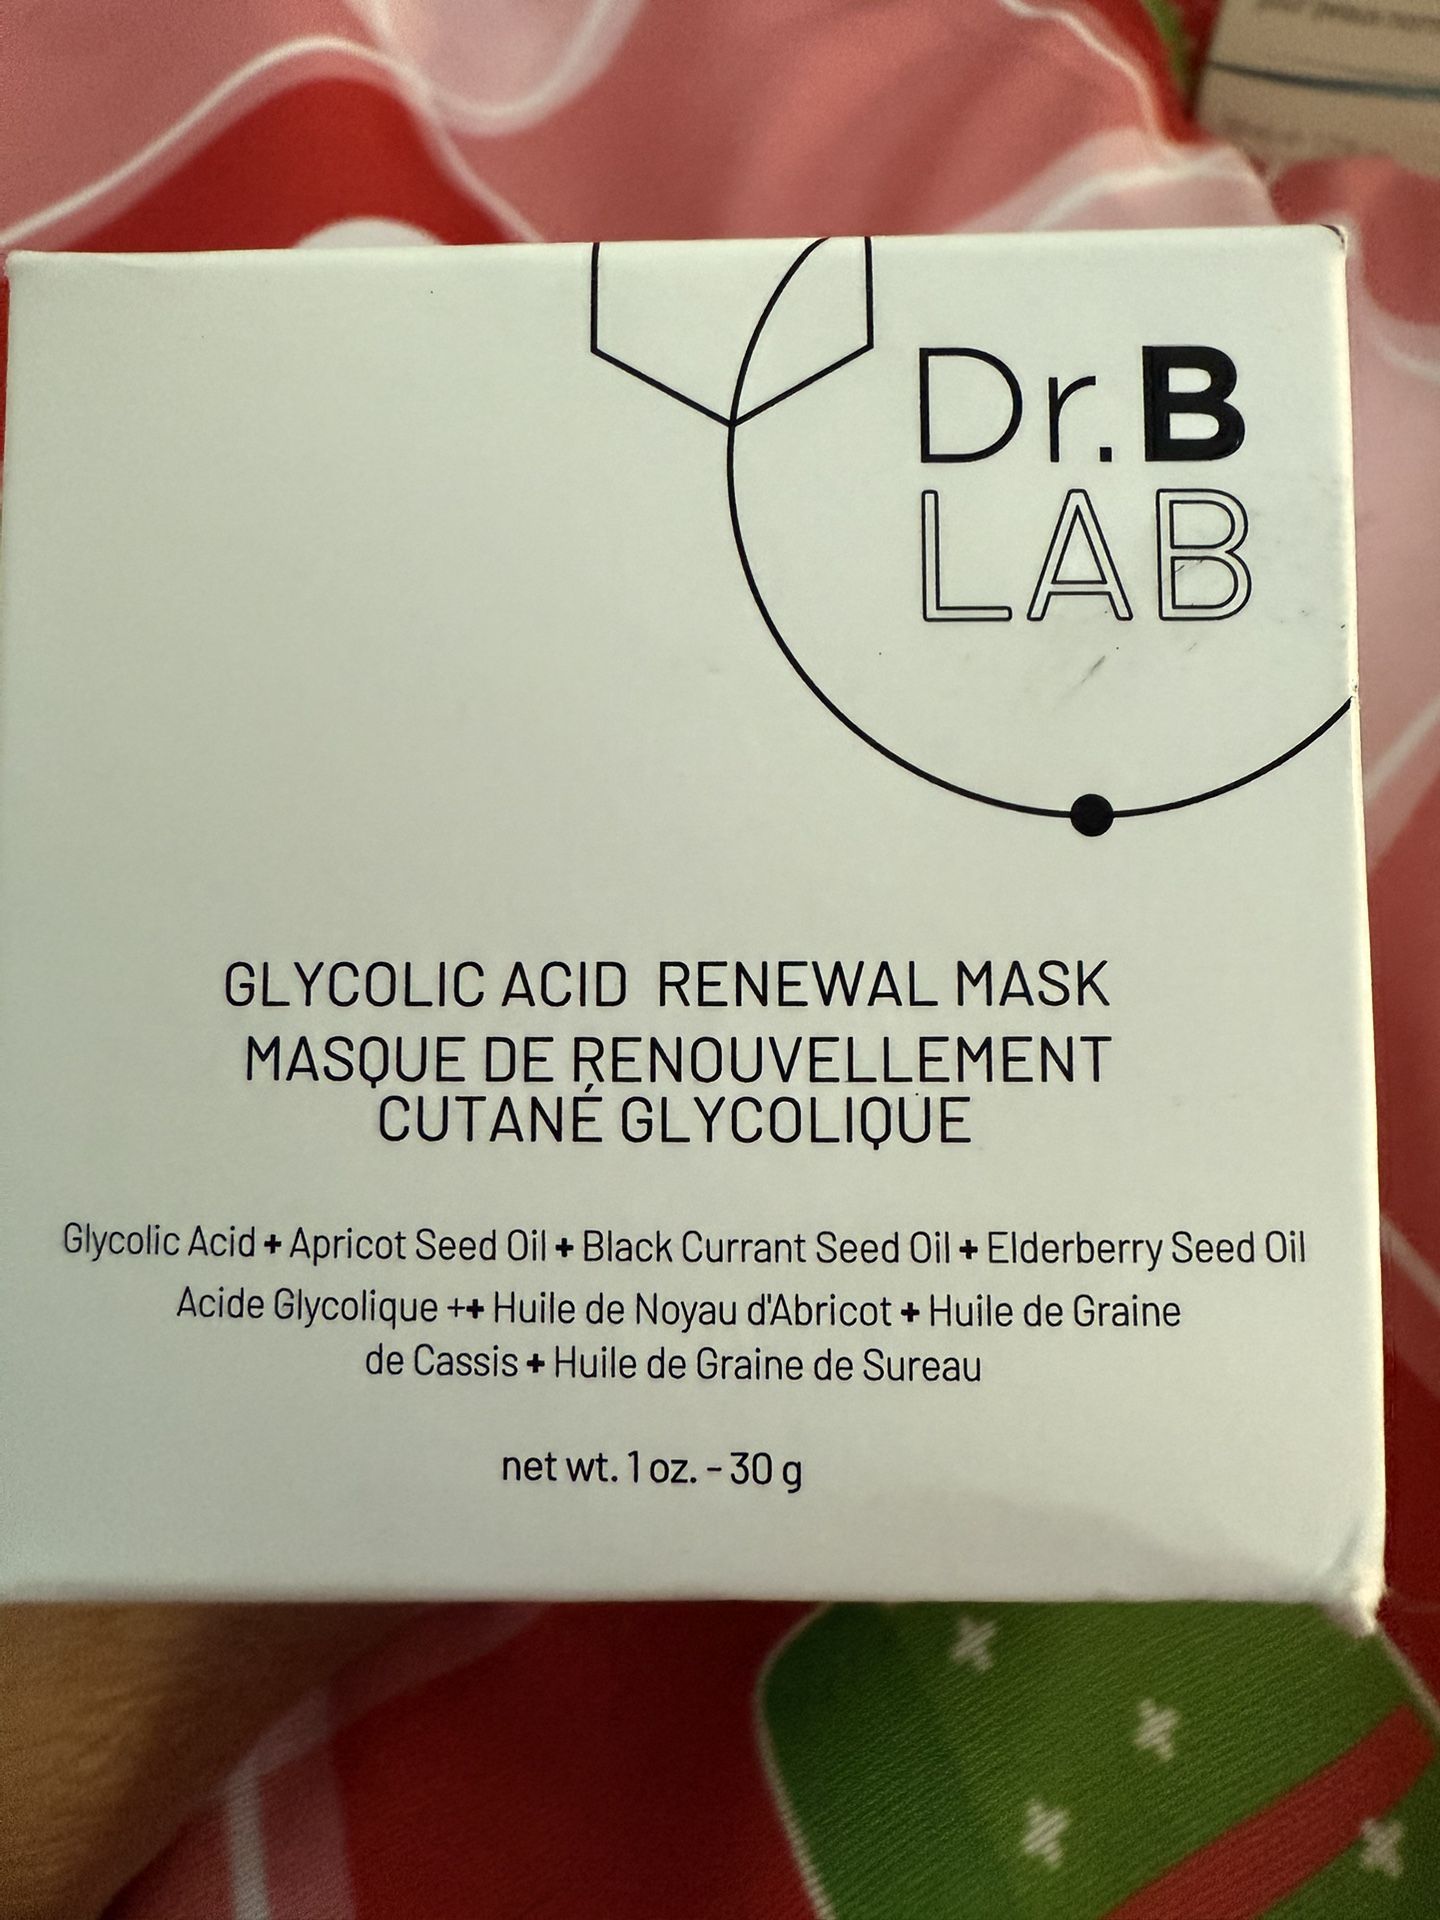 Dr.B
LAB
GLYCOLIC ACID RENEWAL MASK
MASQUE DE RENOUVELLEMENT
CUTANÉ GLYCOLIQUE
Glycolic Acid + Apricot Seed Oil + Black Currant Seed Oil + Elderberry Seed Oil
Acide Glycolique ++ Huile de Noyau d'Abricot + Huile de Graine
de Cassis + Huile de Graine de Sureau
net wt. 1 oz. - 30 g